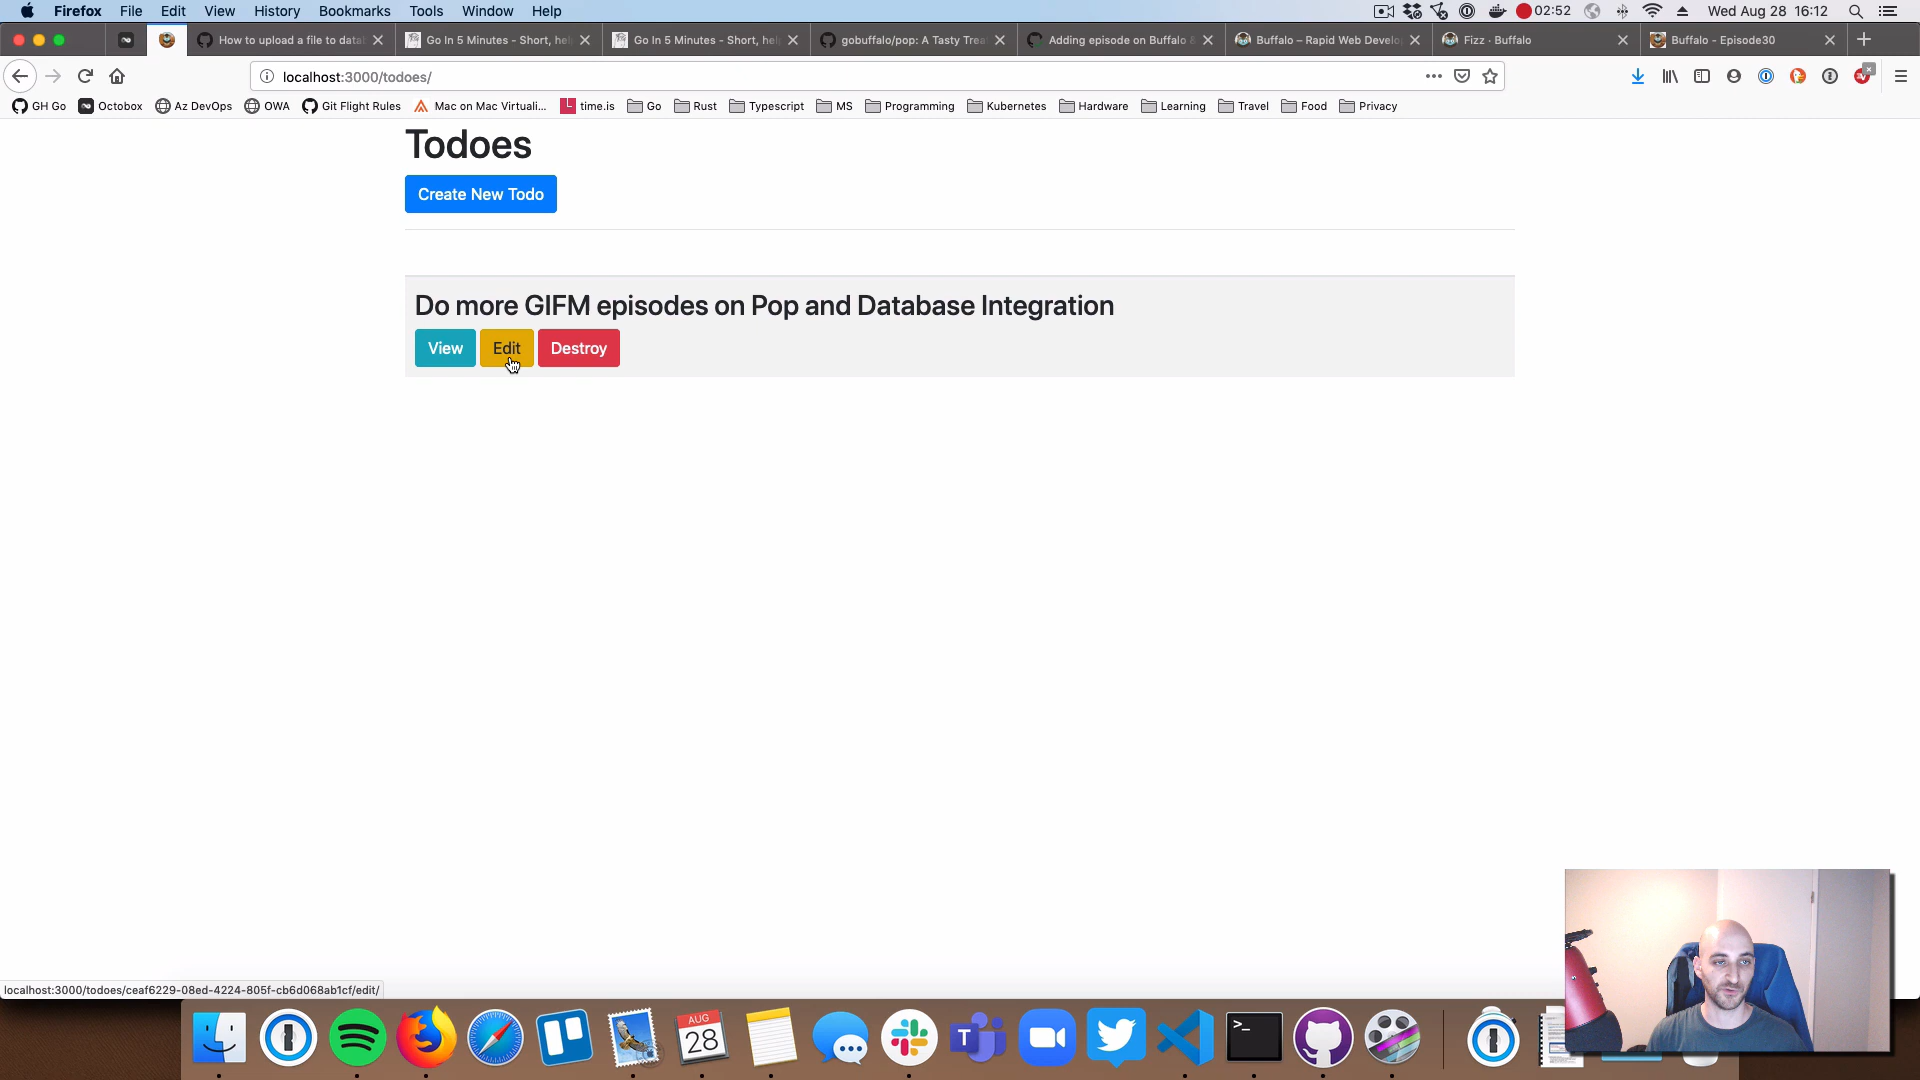 Firefox File Edit View History Bookmarks Tools Window Help 02:52 Wed Aug 28 16:12
How to upload a file to data Go In 5 Minutes - Short, hel Go In 5 Minutes - Short, hel gobuffalo/pop: A Tasty Trea Adding episode on Buffalo & Buffalo – Rapid Web Develo Fizz · Buffalo Buffalo - Episode30
localhost:3000/todoes/
GH Go Octobox Az DevOps OWA Git Flight Rules Mac on Mac Virtuali... time.is Go Rust Typescript MS Programming Kubernetes Hardware Learning Travel Food Privacy
Todoes
Create New Todo
Do more GIFM episodes on Pop and Database Integration
View Edit Destroy
localhost:3000/todoes/ceaf6229-08ed-4224-805f-cb6d068ab1cf/edit/
AUG
28